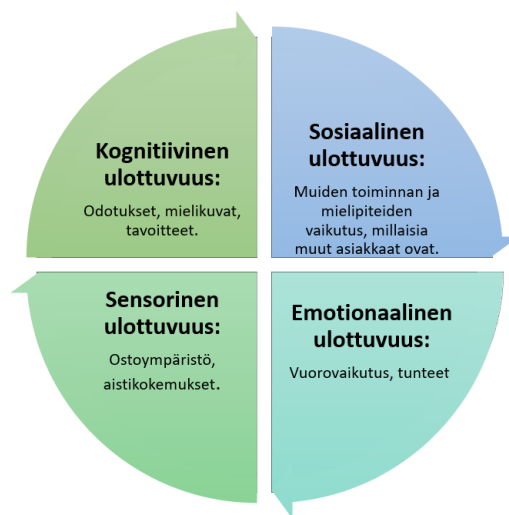 Kognitiivinen
ulottuvuus:
Odotukset, mielikuvat,
tavoitteet.
Sosiaalinen
ulottuvuus:
Muiden toiminnan ja
mielipiteiden
vaikutus, millaisia
muut asiakkaat ovat.
Sensorinen
ulottuvuus:
Ostoympäristö,
aistikokemukset.
Emotionaalinen
ulottuvuus:
Vuorovaikutus, tunteet